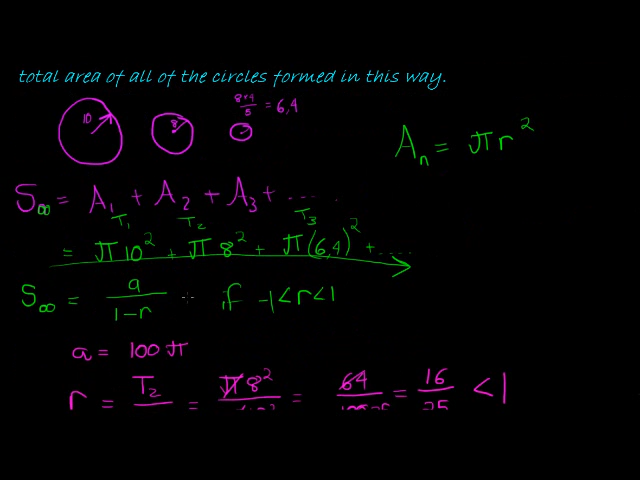 total area of all of the circles formed in this way.
10 8 8*4/5 = 6,4
Aₙ = πr²
S∞ = A₁ + A₂ + A₃ + .....
T₁ T₂ T₃
= π10² + π8² + π(6,4)² + ....
S∞ = a/(1-r) if -1<r<1
a = 100π
r = T₂/ = π8²/ = 64/ = 16/25 < 1